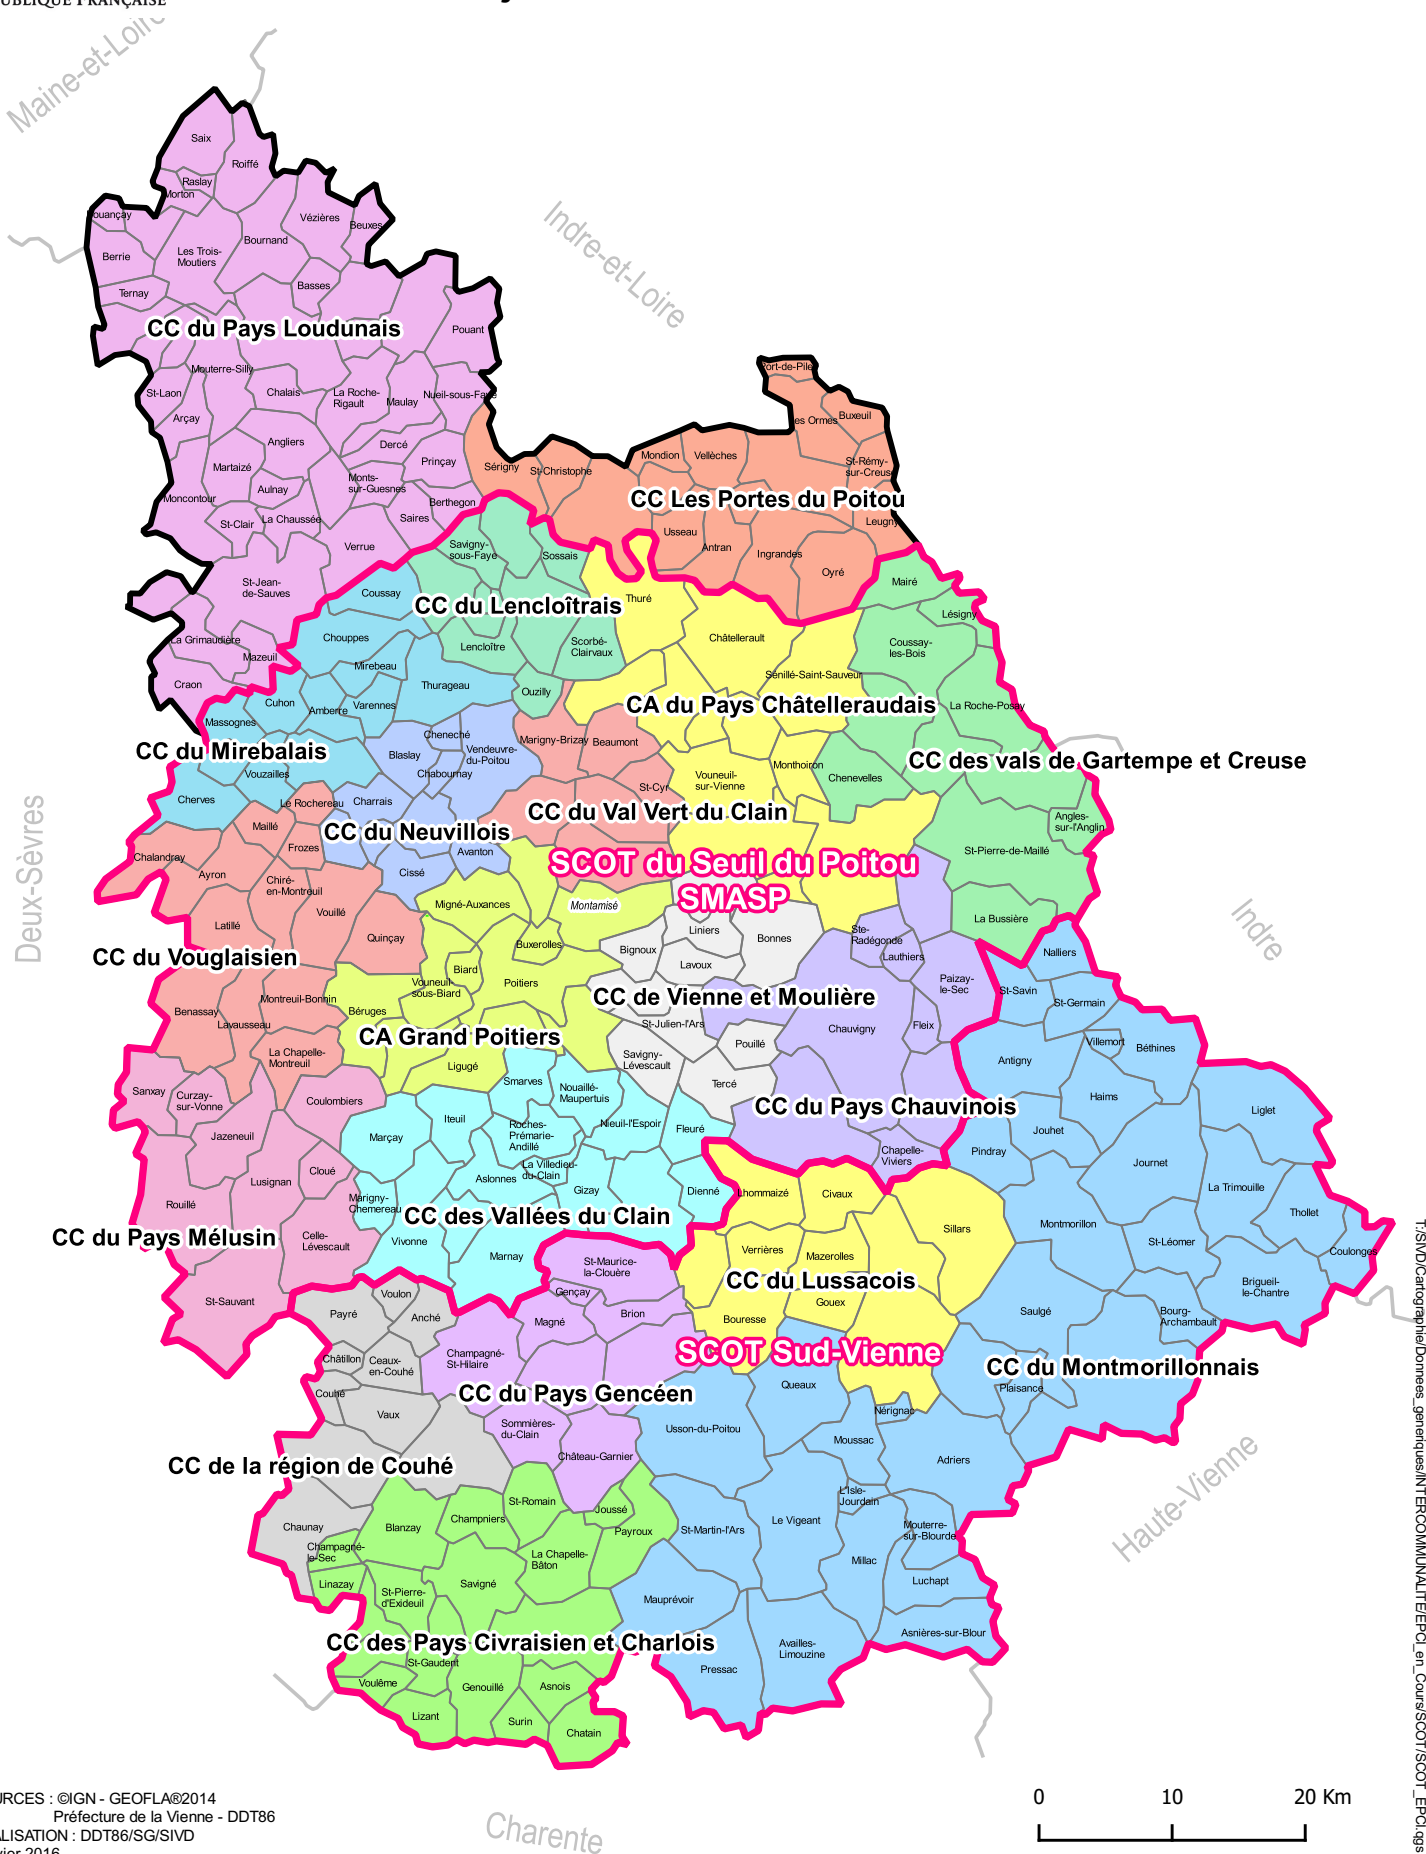 Maine-et-Loire
Saix
Roiffé
Raslay
Morton
Vézières
Beuxes
Bournand
Berrie
Les Trois-
Moutiers
Ternay
Basses
Indre-et-Loire
CC du Pays Loudunais
Pouant
Mouterre-Silly
St-Laon
Chalais
La Roche-
Rigault
Maulay
Nueil-sous-Faye
Arçay
Angliers
Dercé
Martaizé
Prinçay
Aulnay
Monts-
sur-Guesnes
Moncontour
Berthegon
St-Clair
La Chaussée
Saires
Verrue
St-Jean-
de-Sauves
La Grimaudière
Mazeuil
Craon
Buxeuil
Mondion
Vellèches
St-Rémy-
sur-Creuse
Sérigny
St-Christophe
CC Les Portes du Poitou
Leugny
Usseau
Antran
Ingrandes
Oyré
Savigny-
sous-Faye
Sossais
Coussay
CC du Lencloîtrais
Thuré
Mairé
Lésigny
Chouppes
Mirebeau
Lencloître
Scorbé-
Clairvaux
Châtellerault
Coussay-
les-Bois
Thurageau
Ouzilly
Sénillé-Saint-Sauveur
CA du Pays Châtelleraudais
La Roche-Posay
Cuhon
Amberre
Varennes
Massognes
CC du Mirebalais
Cheneché
Blaslay
Vendeuvre-
du-Poitou
Chabournay
Marigny-Brizay
Beaumont
Monthoiron
Vouneuil-
sur-Vienne
Chenevelles
CC des vals de Gartempe et Creuse
Vouzailles
St-Cyr
Cherves
Le Rochereau
Charrais
CC du Val Vert du Clain
Angles-
sur-l'Anglin
Maillé
CC du Neuvillois
Deux-Sèvres
Frozes
Avanton
St-Pierre-de-Maillé
Chalandray
Ayron
Cissé
SCOT du Seuil du Poitou
SMASP
Chiré-
en-Montreuil
Latillé
Vouillé
Migné-Auxances
Montamisé
La Bussière
Indre
Quinçay
Buxerolles
Liniers
Bonnes
Ste-
Radégonde
Lauthiers
Bignoux
Lavoux
Nalliers
CC du Vouglaisien
Biard
Vouneuil-
sous-Biard
Poitiers
Paizay-
le-Sec
St-Savin
St-Germain
Benassay
Montreuil-Bonnin
Lavausseau
Béruges
CC de Vienne et Moulière
St-Julien-l'Ars
Chauvigny
Fleix
CA Grand Poitiers
Pouillé
Villemort
Béthines
La Chapelle-
Montreuil
Ligugé
Savigny-
Lévescault
Antigny
Sanxay
Curzay-
sur-Vonne
Coulombiers
Smarves
Nouaillé-
Maupertuis
Tercé
Haims
Liglet
CC du Pays Chauvinois
Jazeneuil
Marçay
Iteuil
Roches-
Prémarie-
Andillé
Nieuil-l'Espoir
Fleuré
Jouhet
Chapelle-
Viviers
Pindray
Cloué
Lusignan
Aslonnes
La Villedieu-
du-Clain
Gizay
Dienné
Journet
Rouillé
Marigny-
Chemereau
Lhommaizé
Civaux
La Trimouille
CC du Pays Mélusin
CC des Vallées du Clain
Sillars
Montmorillon
Thollet
Celle-
Lévescault
Vivonne
Marnay
Verrières
Mazerolles
St-Léomer
Coulonges
St-Maurice-
la-Clouère
CC du Lussacois
Brigueil-
le-Chantre
St-Sauvant
Voulon
Gençay
Gouex
Payré
Anché
Magné
Brion
Bouresse
Saulgé
Bourg-
Archambault
Châtillon
Ceaux-
en-Couhé
Champagné-
St-Hilaire
SCOT Sud-Vienne
CC du Montmorillonnais
Couhé
CC du Pays Gencéen
Queaux
Plaisance
Vaux
Sommières-
du-Clain
Usson-du-Poitou
Nérignac
Moussac
Château-Garnier
Adriers
CC de la région de Couhé
Haute-Vienne
St-Romain
Joussé
L'Isle-
Jourdain
Chaunay
Blanzay
Champniers
Payroux
St-Martin-l'Ars
Le Vigeant
Mouterre-
sur-Blourde
Champagné-
le-Sec
La Chapelle-
Bâton
Millac
Linazay
St-Pierre-
d'Exideuil
Savigné
Luchapt
Mauprévoir
CC des Pays Civraisien et Charlois
Asnières-sur-Blour
Availles-
Limouzine
St-Gaudent
Pressac
Voulême
Genouillé
Asnois
Lizant
Surin
Chatain
Charente
0 10 20 Km
: ©IGN - GEOFLA®2014
Préfecture de la Vienne - DDT86
: DDT86/SG/SIVD
2016
T:/SIVD/Cartographie/Donnees_generiques/INTERCOMMUNALITE/EPCI_en_Cours/SCOT/SCOT_EPCI.qgs